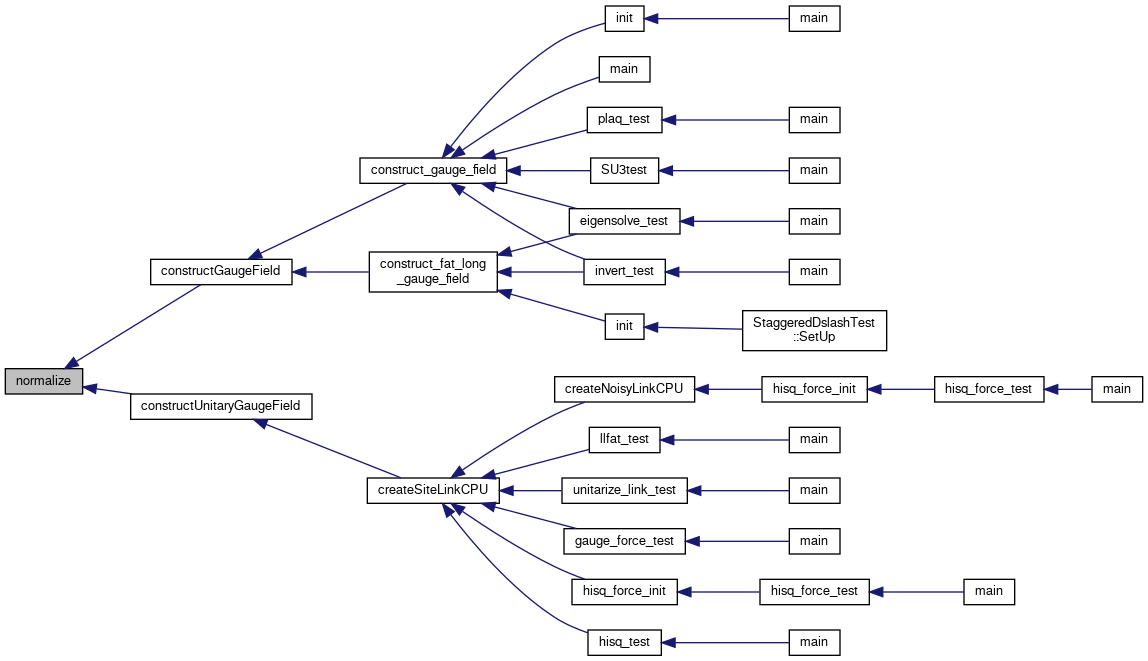 init
main
main
plaq_test
main
construct_gauge_field
SU3test
main
eigensolve_test
main
constructGaugeField
construct_fat_long
_gauge_field
invert_test
main
init
StaggeredDslashTest
::SetUp
normalize
constructUnitaryGaugeField
createNoisyLinkCPU
hisq_force_init
hisq_force_test
main
llfat_test
main
createSiteLinkCPU
unitarize_link_test
main
gauge_force_test
main
hisq_force_init
hisq_force_test
main
hisq_test
main